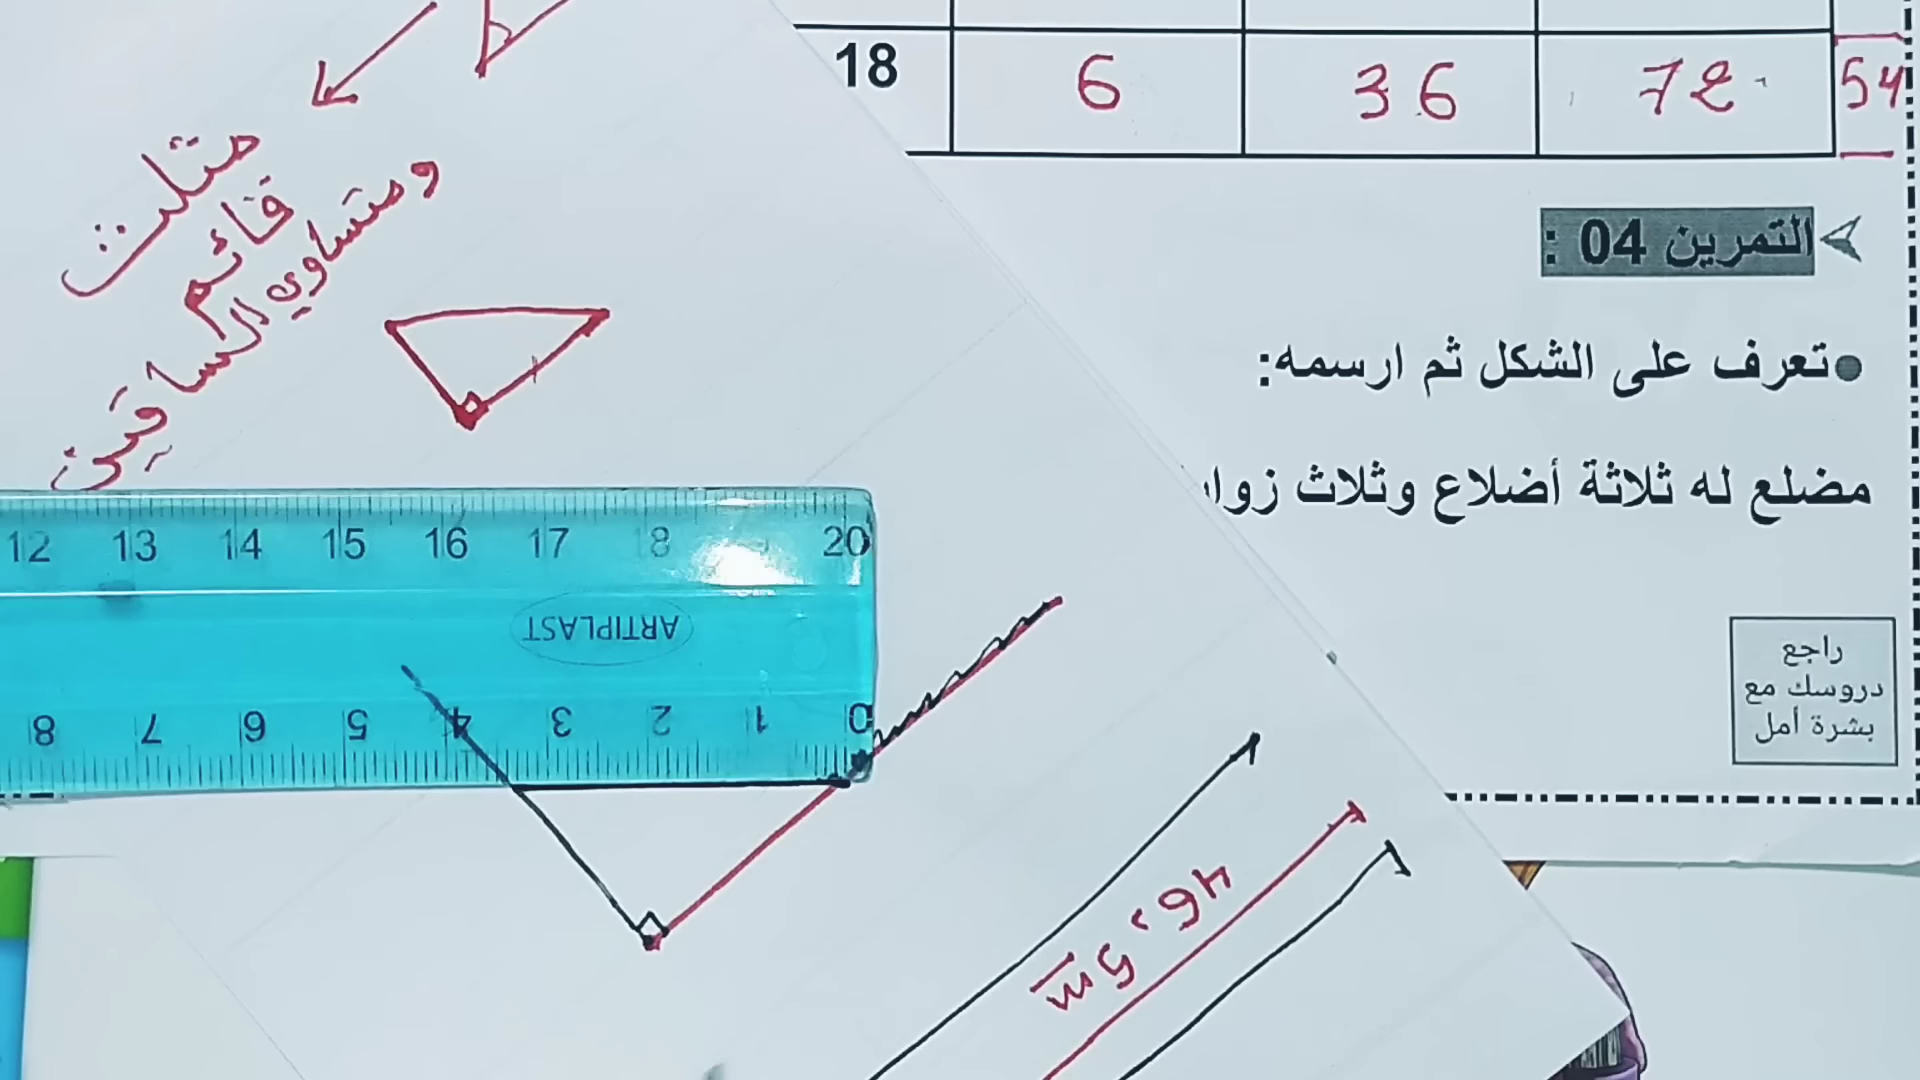 18 6 36 72 54
التمرين 04 :
تعرف على الشكل ثم ارسمه:
مضلع له ثلاثة أضلاع وثلاث
مثلث
قائم
ومتساوي الساقين
12 13 14 15 16 17 18 20
ARTIPLAST
8 7 6 5 4 3 2 1 0
46,5m
راجع
دروسك مع
بشرة أمل